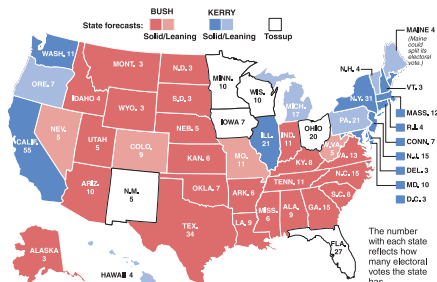 BUSH
KERRY
State forecasts:
Solid/Leaning
Solid/Leaning
Tossup
MAINE 4
(Maine
could
split its
electoral
vote.)
WASH. 11
MONT. 3
N.D. 3
MINN.
10
N.H. 4
VT. 3
ORE. 7
IDAHO 4
S.D. 3
WIS.
10
MICH.
17
N.Y. 31
MASS. 12
WYO. 3
IOWA 7
PA. 21
R.I. 4
NEV.
5
NEB. 5
OHIO
20
CONN. 7
CALIF.
55
UTAH
5
COLO.
9
ILL.
21
IND.
11
W.VA.
5
VA. 13
N.J. 15
KAN. 6
MO.
11
KY. 8
DEL. 3
ARIZ.
10
N.M.
5
OKLA. 7
ARK. 6
TENN. 11
N.C. 15
MD. 10
S.C. 8
D.C. 3
TEX.
34
LA. 9
MISS.
6
ALA.
9
GA. 15
ALASKA
3
HAWAII 4
FLA.
27
The number
with each state
reflects how
many electoral
votes the state
has